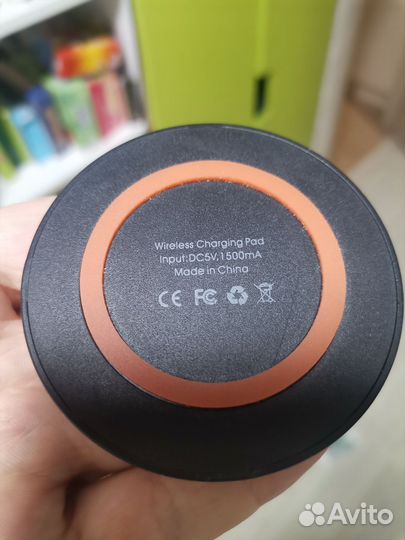 Wireless Charging Pad
Input:DC5V,1500mA
Made in China
CE FC
Avito